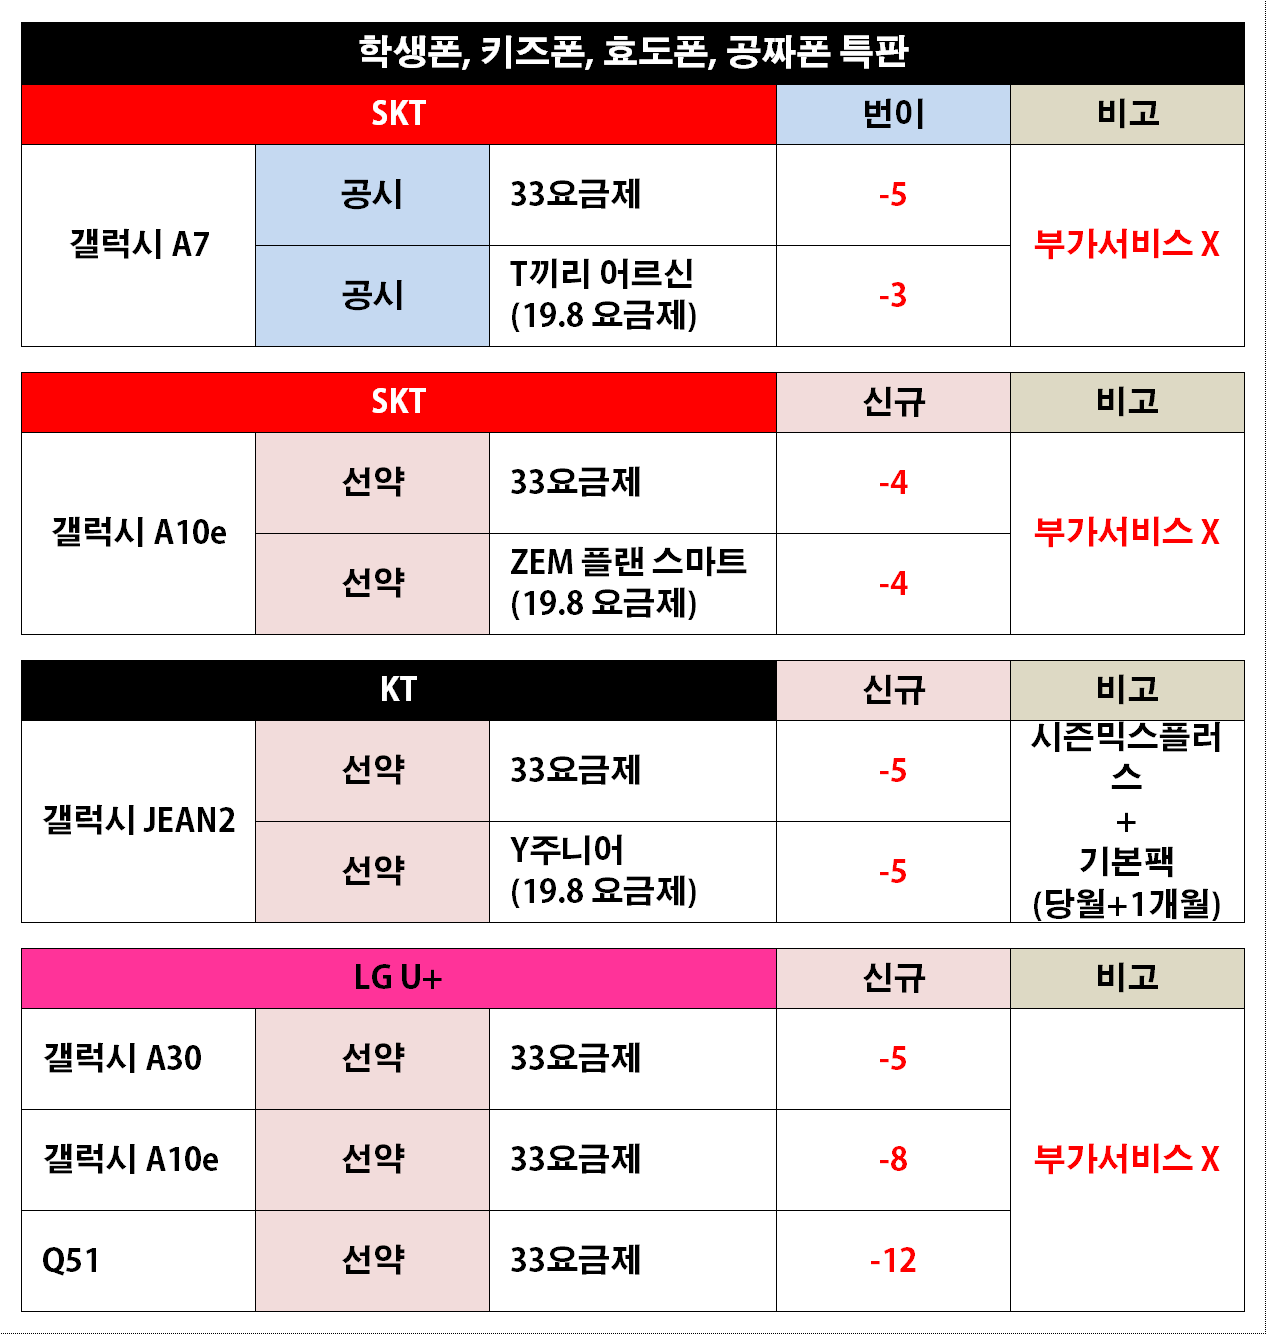 학생폰, 키즈폰, 효도폰, 공짜폰 특판
SKT 번이 비고
갤럭시 A7
공시 33요금제 -5
부가서비스 X
공시 T끼리 어르신
(19.8 요금제) -3
SKT 신규 비고
갤럭시 A10e
선약 33요금제 -4
부가서비스 X
선약 ZEM 플랜 스마트
(19.8 요금제) -4
KT 신규 비고
갤럭시 JEAN2
선약 33요금제 -5
선약 Y주니어
(19.8 요금제) -5
시즌믹스플러
스
+
기본팩
(당월+1개월)
LG U+ 신규 비고
갤럭시 A30 선약 33요금제 -5
갤럭시 A10e 선약 33요금제 -8
부가서비스 X
Q51 선약 33요금제 -12